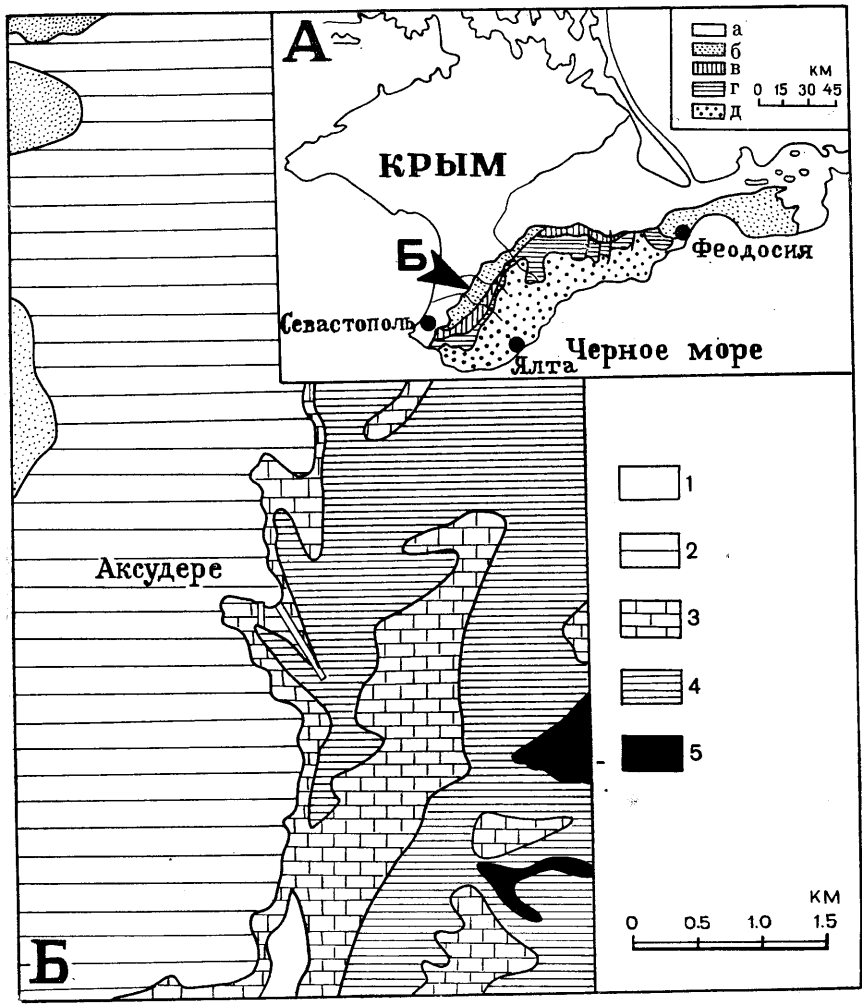 А
а
б
в
г
д
КМ
0 15 30 45
КРЫМ
Б
Феодосия
Севастополь
Ялта
Черное море
Аксудере
1
2
3
4
5
КМ
0 0.5 1.0 1.5
Б